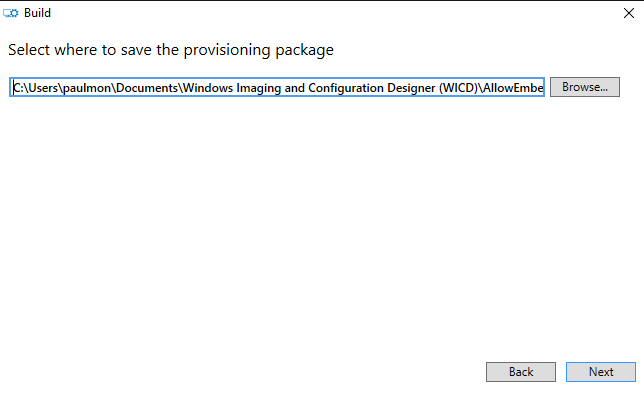 Build
Select where to save the provisioning package
C:\Users\paulmon\Documents\Windows Imaging and Configuration Designer (WICD)\AllowEmbe
Browse...
Back
Next